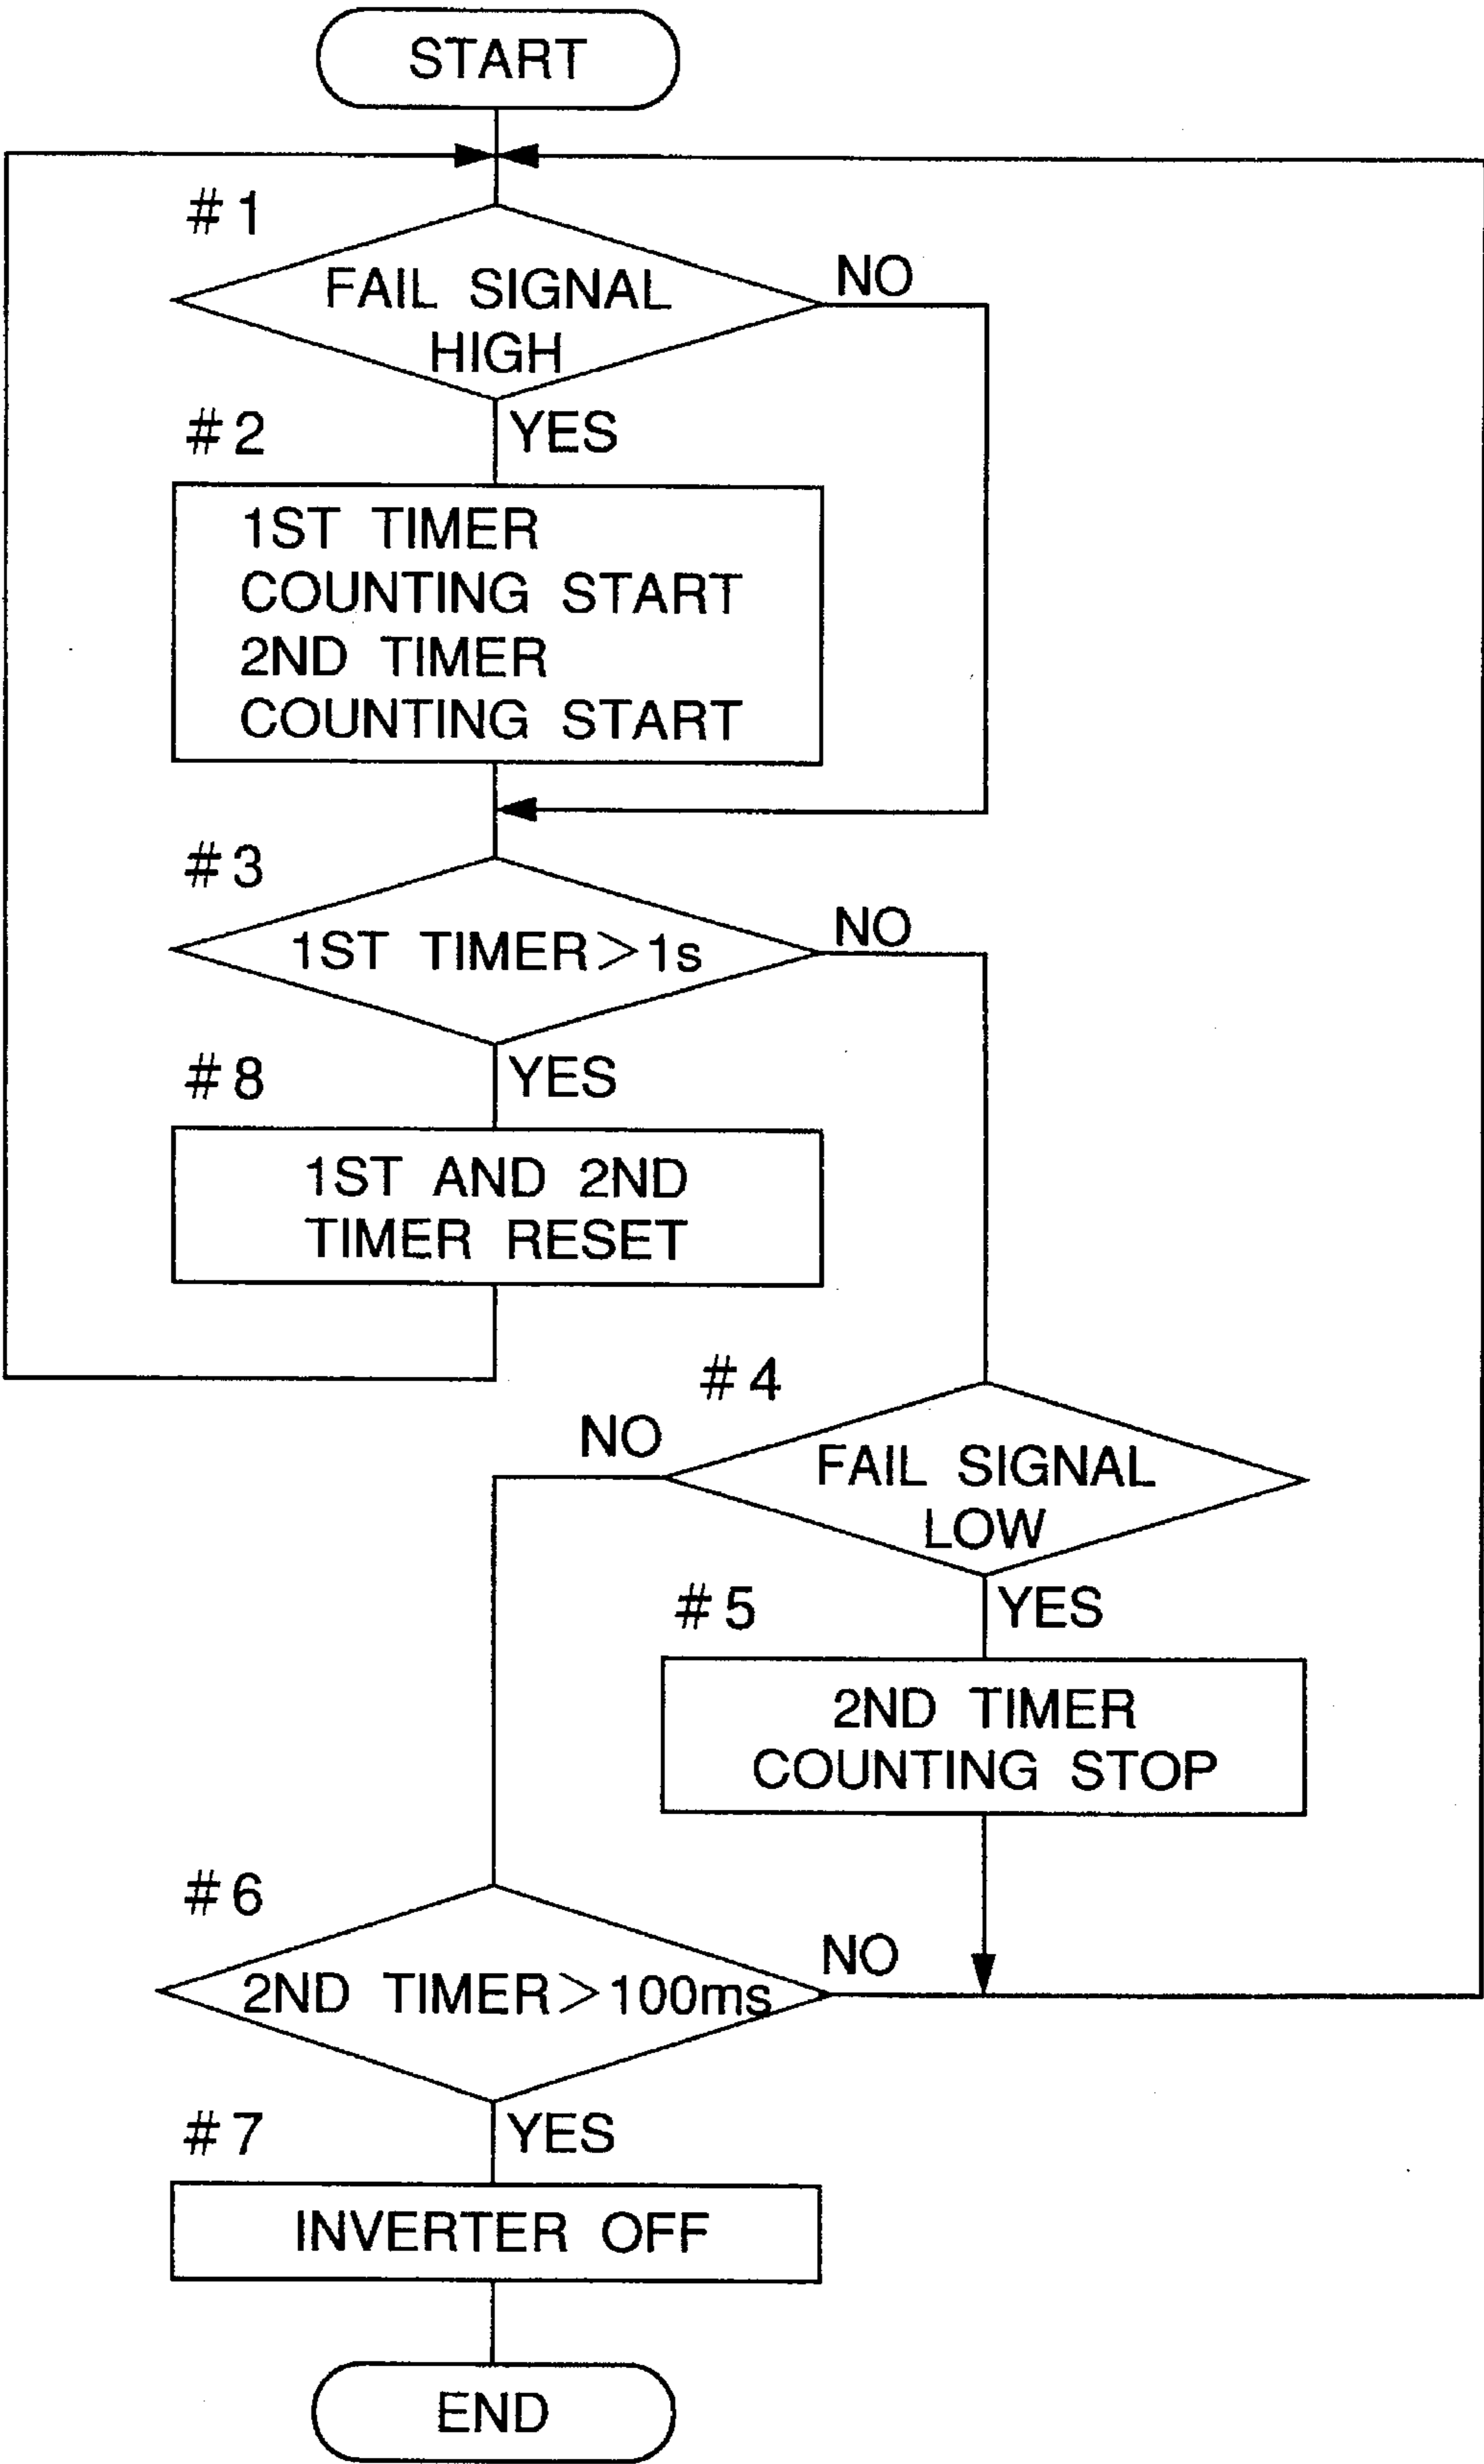 START
#1
FAIL SIGNAL
HIGH
NO
YES
#2
1ST TIMER
COUNTING START
2ND TIMER
COUNTING START
#3
1ST TIMER>1s
NO
YES
#8
1ST AND 2ND
TIMER RESET
#4
NO
FAIL SIGNAL
LOW
YES
#5
2ND TIMER
COUNTING STOP
#6
2ND TIMER>100ms
NO
YES
#7
INVERTER OFF
END